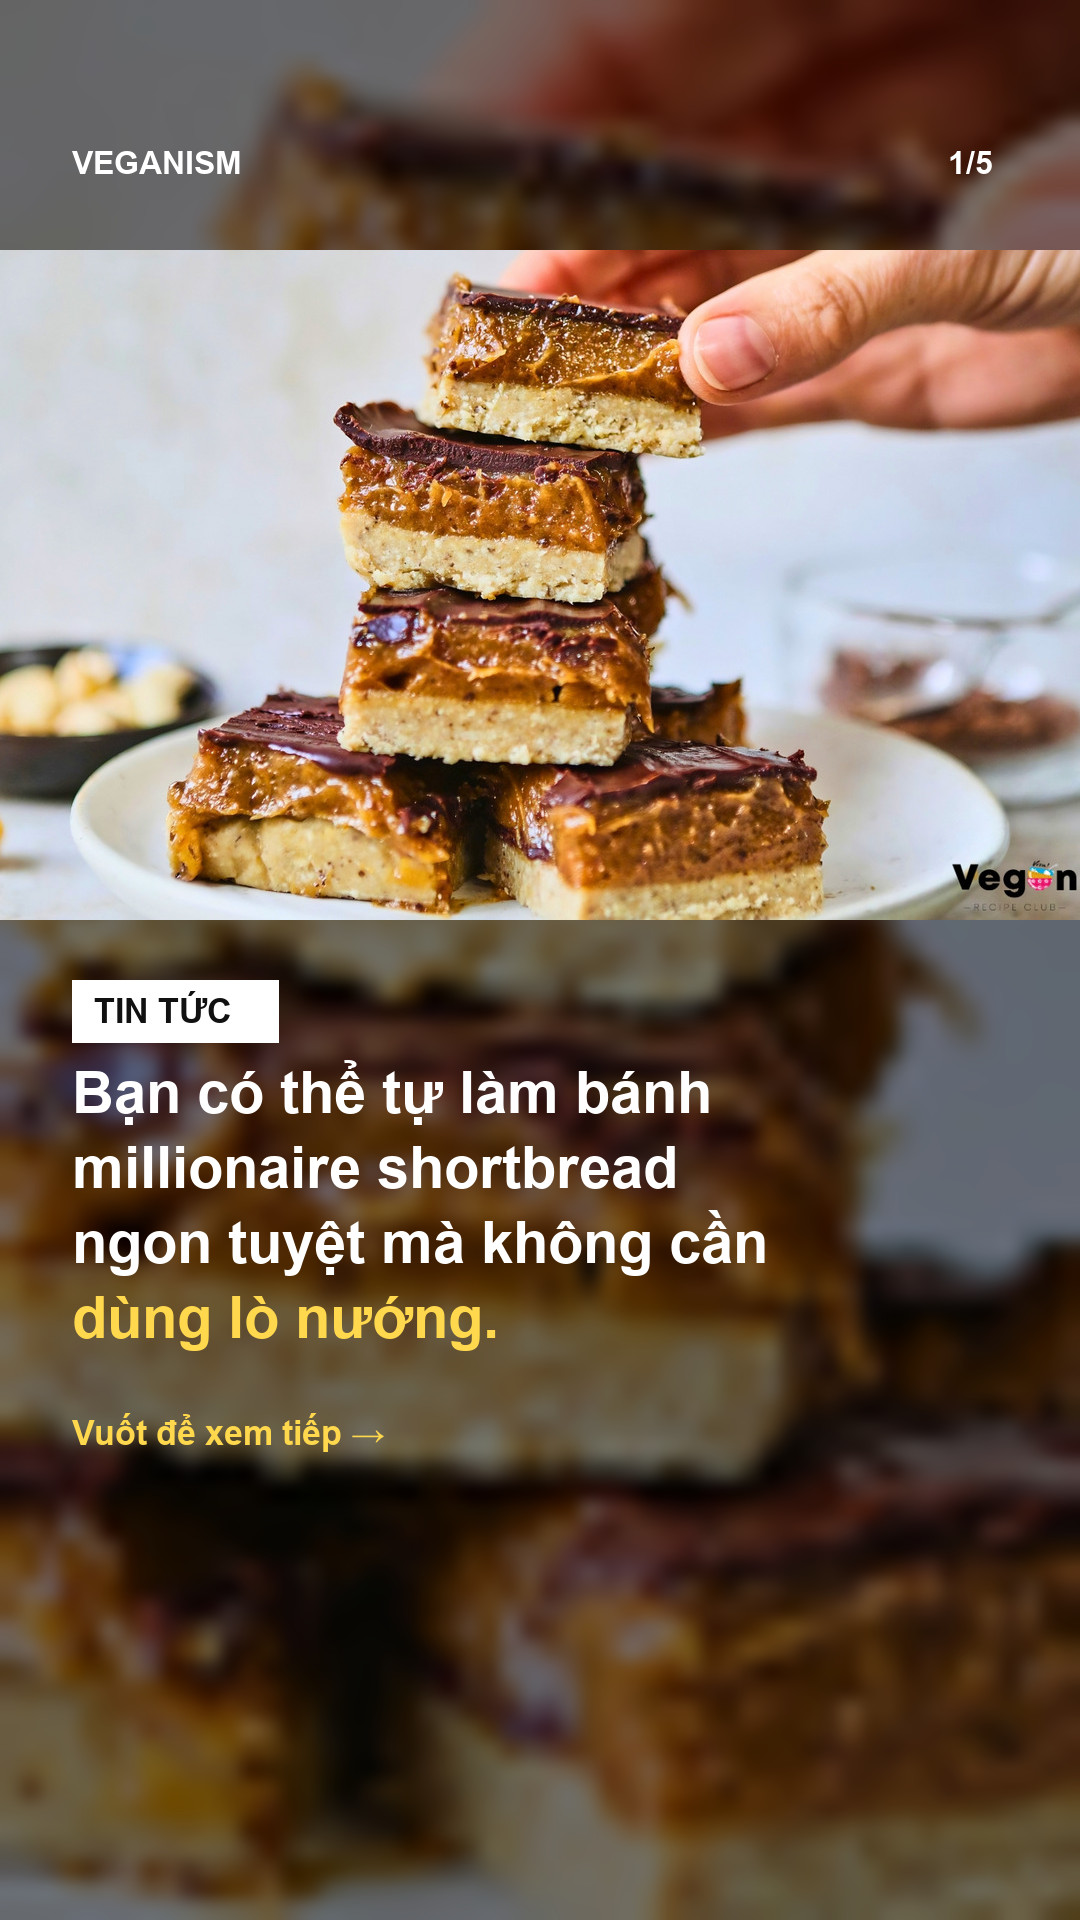 VEGANISM
1/5
Viva!
Vegan
RECIPE CLUB
TIN TỨC
Bạn có thể tự làm bánh
millionaire shortbread
ngon tuyệt mà không cần
dùng lò nướng.
Vuốt để xem tiếp →